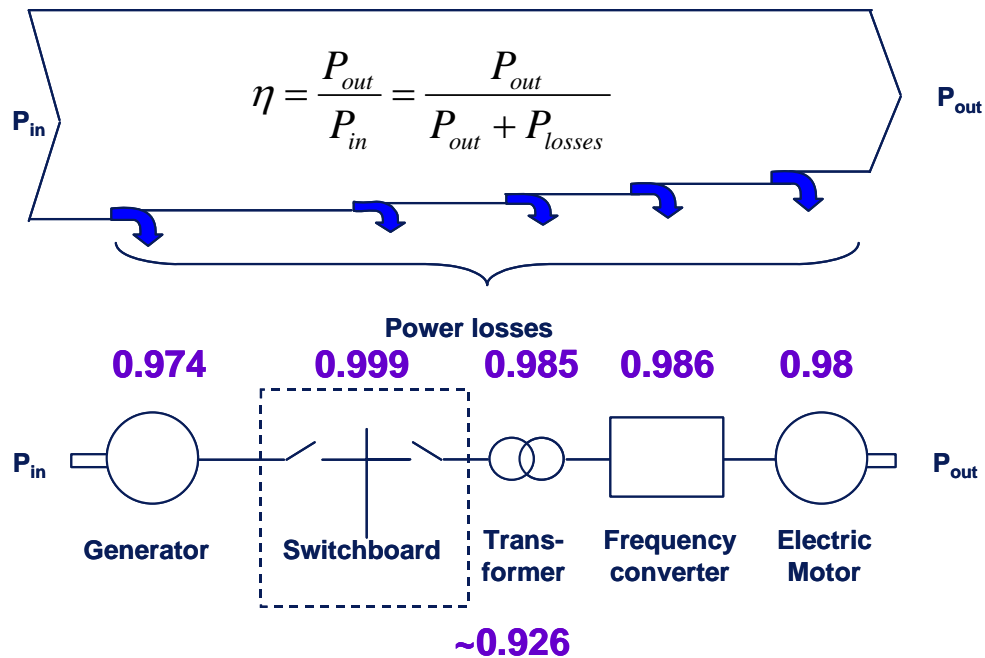 η = P_out / P_in = P_out / (P_out + P_losses)
P_in
P_out
Power losses
0.974 0.999 0.985 0.986 0.98
P_in
P_out
Generator
Switchboard
Trans-
former
Frequency
converter
Electric
Motor
~0.926